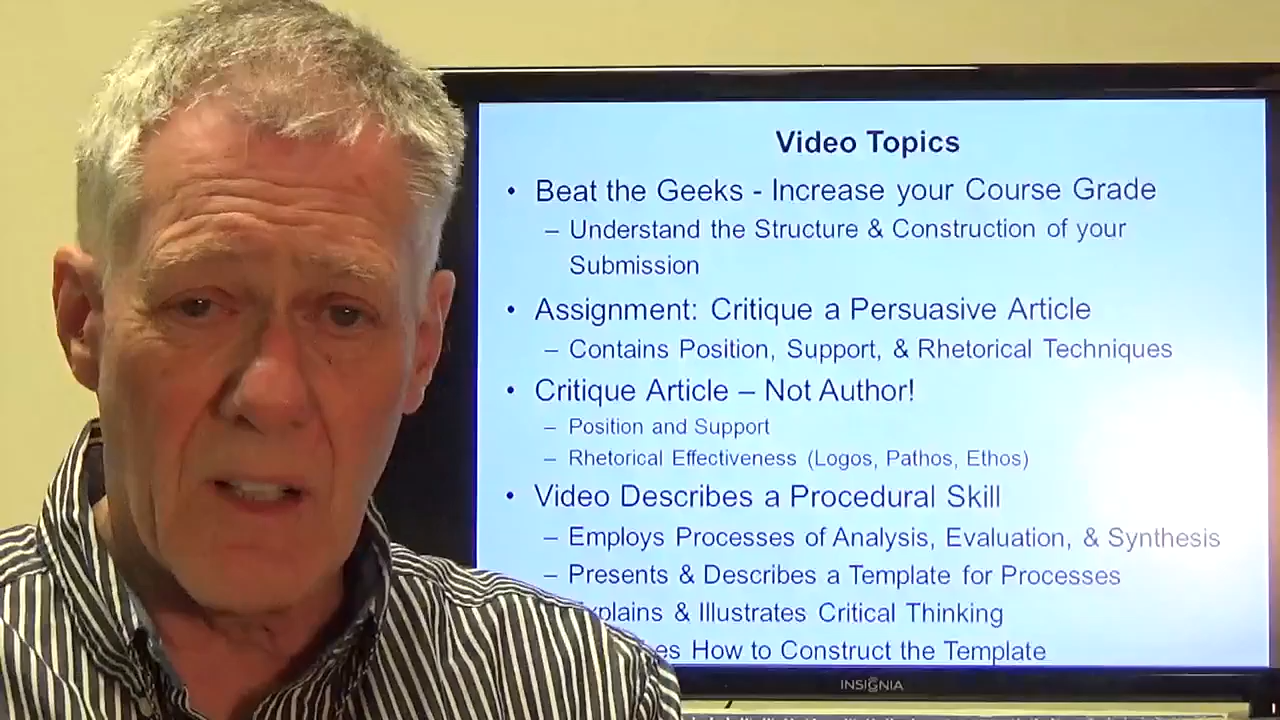 Video Topics
• Beat the Geeks - Increase your Course Grade
– Understand the Structure & Construction of your
Submission
• Assignment: Critique a Persuasive Article
– Contains Position, Support, & Rhetorical Techniques
• Critique Article – Not Author!
– Position and Support
– Rhetorical Effectiveness (Logos, Pathos, Ethos)
• Video Describes a Procedural Skill
– Employs Processes of Analysis, Evaluation, & Synthesis
– Presents & Describes a Template for Processes
& Illustrates Critical Thinking
How to Construct the Template
INSIGNIA